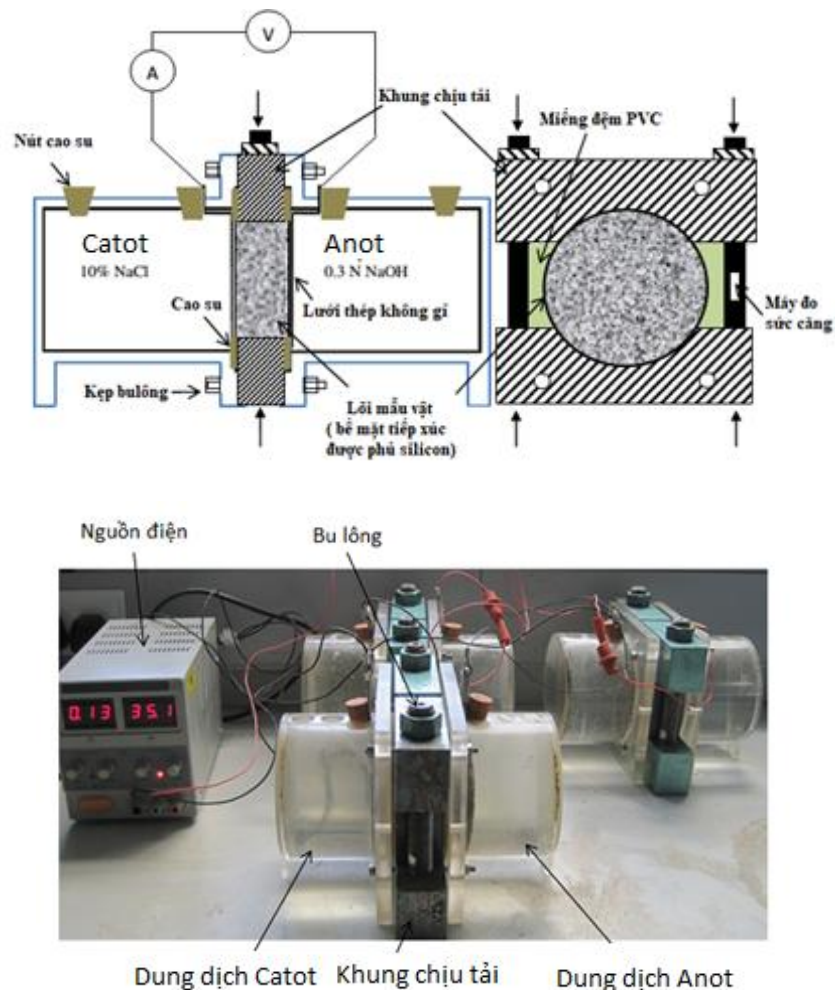 V
A
Khung chịu tải
Miếng đệm PVC
Nút cao su
Catot
10% NaCl
Anot
0.3 N NaOH
Lưới thép không gỉ
Cao su
Máy đo
sức căng
Kẹp bulông
Lõi mẫu vật
( bề mặt tiếp xúc
được phủ silicon)
Nguồn điện
Bu lông
0.13 35.1
Dung dịch Catot
Khung chịu tải
Dung dịch Anot